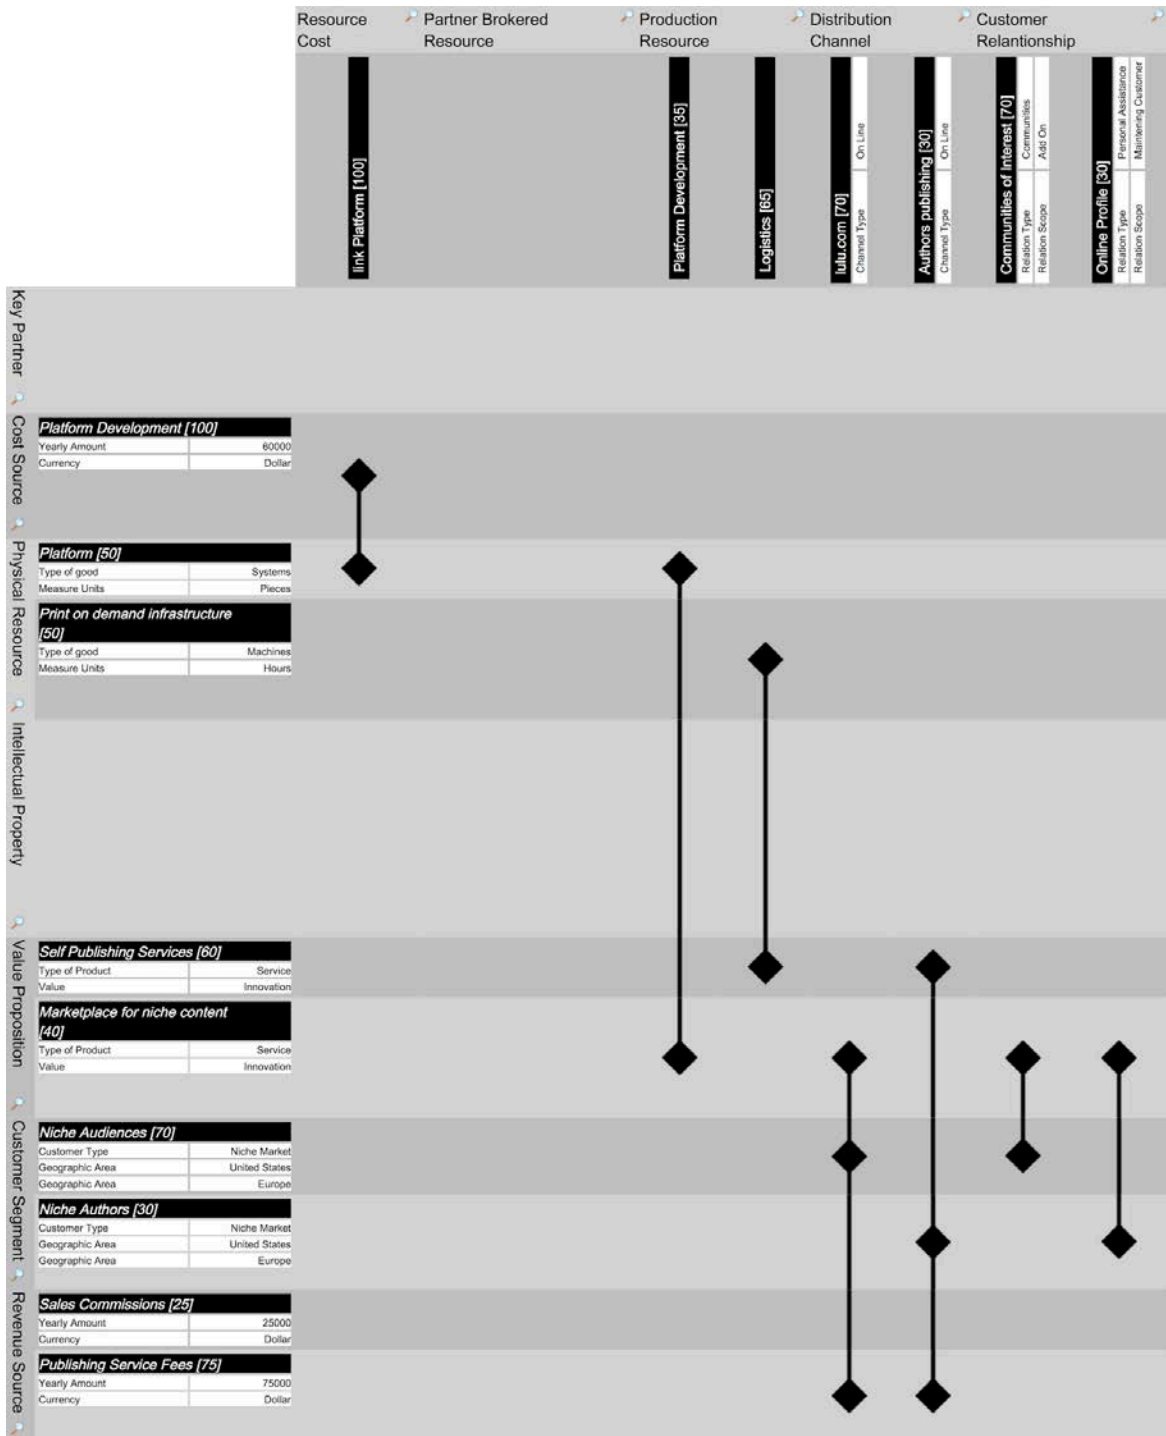 Resource Cost
Partner Brokered Resource
Production Resource
Distribution Channel
Customer Relantionship
link Platform [100]
Platform Development [35]
Logistics [65]
lulu.com [70]
Channel Type On Line
Authors publishing [30]
Channel Type On Line
Communities of Interest [70]
Relation Type Communities
Relation Scope Add On
Online Profile [30]
Relation Type Personal Assistance
Relation Scope Maintening Customer
Key Partner
Cost Source
Platform Development [100]
Yearly Amount 60000
Currency Dollar
Physical Resource
Platform [50]
Type of good Systems
Measure Units Pieces
Print on demand infrastructure
[50]
Type of good Machines
Measure Units Hours
Intellectual Property
Value Proposition
Self Publishing Services [60]
Type of Product Service
Value Innovation
Marketplace for niche content
[40]
Type of Product Service
Value Innovation
Customer Segment
Niche Audiences [70]
Customer Type Niche Market
Geographic Area United States
Geographic Area Europe
Niche Authors [30]
Customer Type Niche Market
Geographic Area United States
Geographic Area Europe
Revenue Source
Sales Commissions [25]
Yearly Amount 25000
Currency Dollar
Publishing Service Fees [75]
Yearly Amount 75000
Currency Dollar